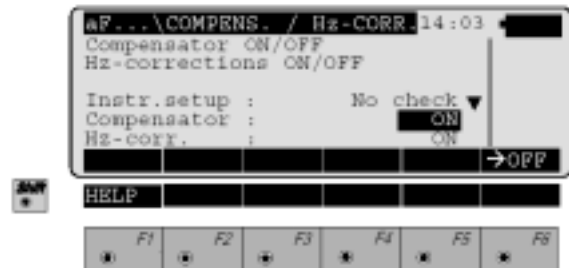 aF...\COMPENS. / Hz-CORR. 14:03
Compensator ON/OFF
Hz-corrections ON/OFF
Instr.setup : No check ▼
Compensator : ON
Hz-corr. : ON
→OFF
Shift
HELP
F1 F2 F3 F4 F5 F6